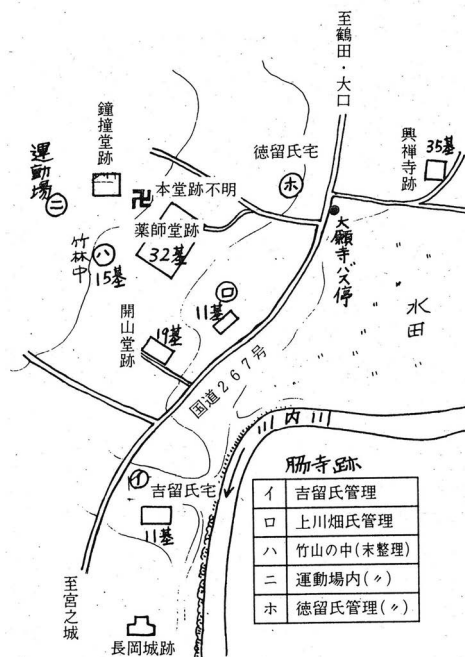 至鶴田・大口
鐘撞堂跡
徳留氏宅
興禅寺跡
35基
運動場
ニ
本堂跡不明
ホ
薬師堂跡
32基
大願寺バス停
竹林中
ハ
15基
ロ
11基
水田
開山堂跡
19基
国道267号
川内川
イ
吉留氏宅
11基
至宮之城
長岡城跡
脇寺跡
イ 吉留氏管理
ロ 上川畑氏管理
ハ 竹山の中(末整理)
ニ 運動場内(〃)
ホ 徳留氏管理(〃)